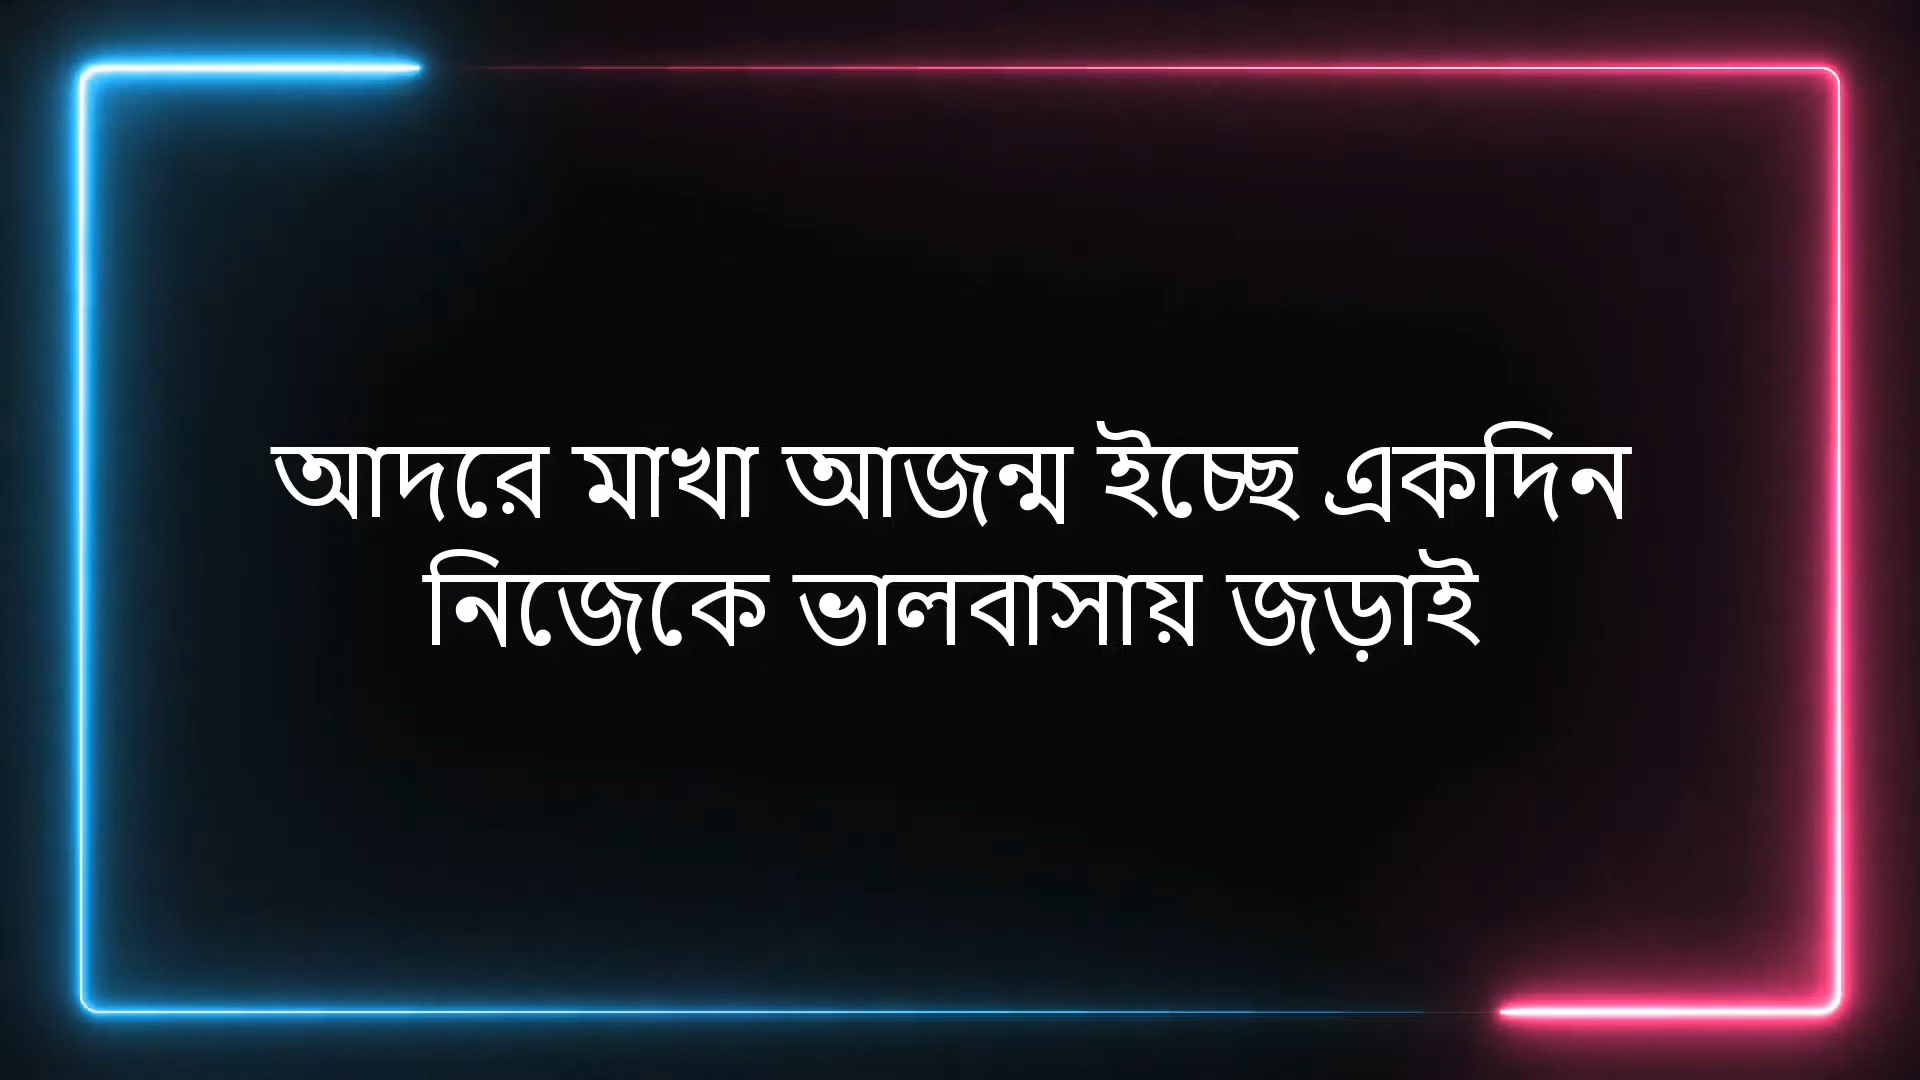 আদরে মাখা আজন্ম ইচ্ছে একদিন
নিজেকে ভালবাসায় জড়াই